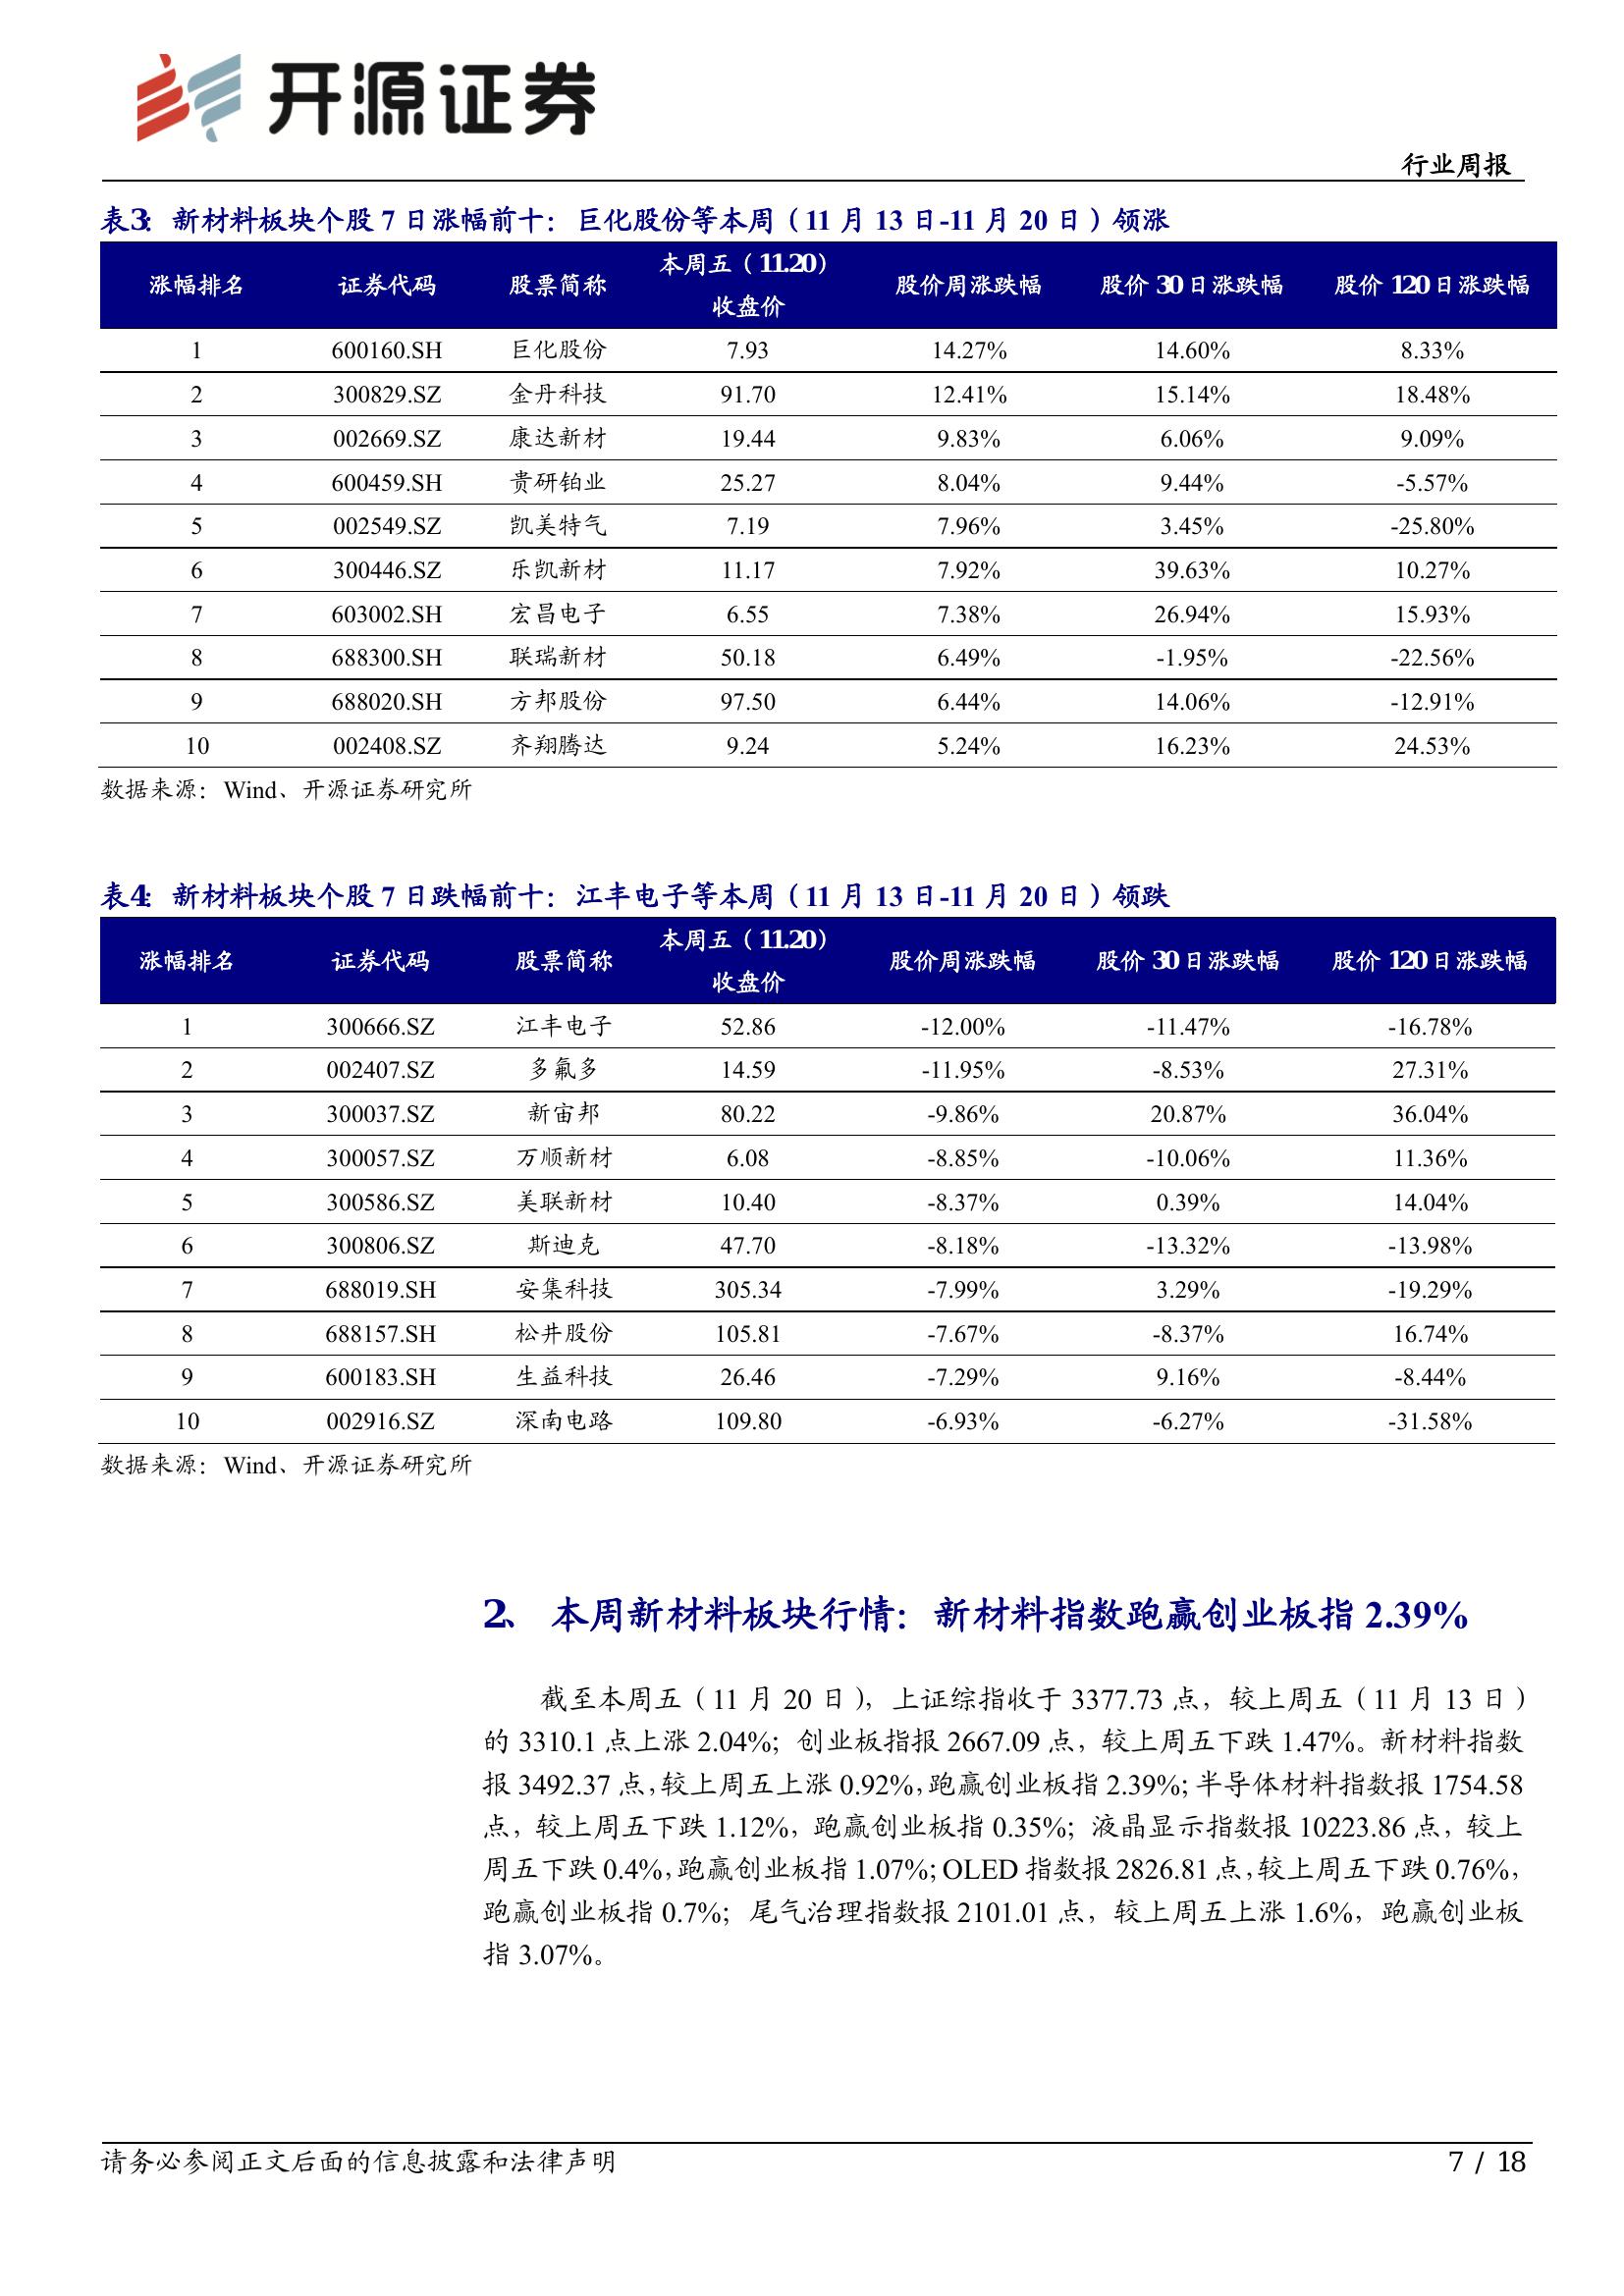 开源证券
行业周报
表3：新材料板块个股 7 日涨幅前十：巨化股份等本周（11 月 13 日-11 月 20 日）领涨
涨幅排名 证券代码 股票简称 本周五（11.20）收盘价 股价周涨跌幅 股价 30 日涨跌幅 股价 120 日涨跌幅
1 600160.SH 巨化股份 7.93 14.27% 14.60% 8.33%
2 300829.SZ 金丹科技 91.70 12.41% 15.14% 18.48%
3 002669.SZ 康达新材 19.44 9.83% 6.06% 9.09%
4 600459.SH 贵研铂业 25.27 8.04% 9.44% -5.57%
5 002549.SZ 凯美特气 7.19 7.96% 3.45% -25.80%
6 300446.SZ 乐凯新材 11.17 7.92% 39.63% 10.27%
7 603002.SH 宏昌电子 6.55 7.38% 26.94% 15.93%
8 688300.SH 联瑞新材 50.18 6.49% -1.95% -22.56%
9 688020.SH 方邦股份 97.50 6.44% 14.06% -12.91%
10 002408.SZ 齐翔腾达 9.24 5.24% 16.23% 24.53%
数据来源：Wind、开源证券研究所
表4：新材料板块个股 7 日跌幅前十：江丰电子等本周（11 月 13 日-11 月 20 日）领跌
涨幅排名 证券代码 股票简称 本周五（11.20）收盘价 股价周涨跌幅 股价 30 日涨跌幅 股价 120 日涨跌幅
1 300666.SZ 江丰电子 52.86 -12.00% -11.47% -16.78%
2 002407.SZ 多氟多 14.59 -11.95% -8.53% 27.31%
3 300037.SZ 新宙邦 80.22 -9.86% 20.87% 36.04%
4 300057.SZ 万顺新材 6.08 -8.85% -10.06% 11.36%
5 300586.SZ 美联新材 10.40 -8.37% 0.39% 14.04%
6 300806.SZ 斯迪克 47.70 -8.18% -13.32% -13.98%
7 688019.SH 安集科技 305.34 -7.99% 3.29% -19.29%
8 688157.SH 松井股份 105.81 -7.67% -8.37% 16.74%
9 600183.SH 生益科技 26.46 -7.29% 9.16% -8.44%
10 002916.SZ 深南电路 109.80 -6.93% -6.27% -31.58%
数据来源：Wind、开源证券研究所
2、 本周新材料板块行情：新材料指数跑赢创业板指 2.39%
截至本周五（11 月 20 日），上证综指收于 3377.73 点，较上周五（11 月 13 日）
的 3310.1 点上涨 2.04%；创业板指报 2667.09 点，较上周五下跌 1.47%。新材料指数
报 3492.37 点，较上周五上涨 0.92%，跑赢创业板指 2.39%；半导体材料指数报 1754.58
点，较上周五下跌 1.12%，跑赢创业板指 0.35%；液晶显示指数报 10223.86 点，较上
周五下跌 0.4%，跑赢创业板指 1.07%；OLED 指数报 2826.81 点，较上周五下跌 0.76%，
跑赢创业板指 0.7%；尾气治理指数报 2101.01 点，较上周五上涨 1.6%，跑赢创业板
指 3.07%。
请务必参阅正文后面的信息披露和法律声明 7 / 18